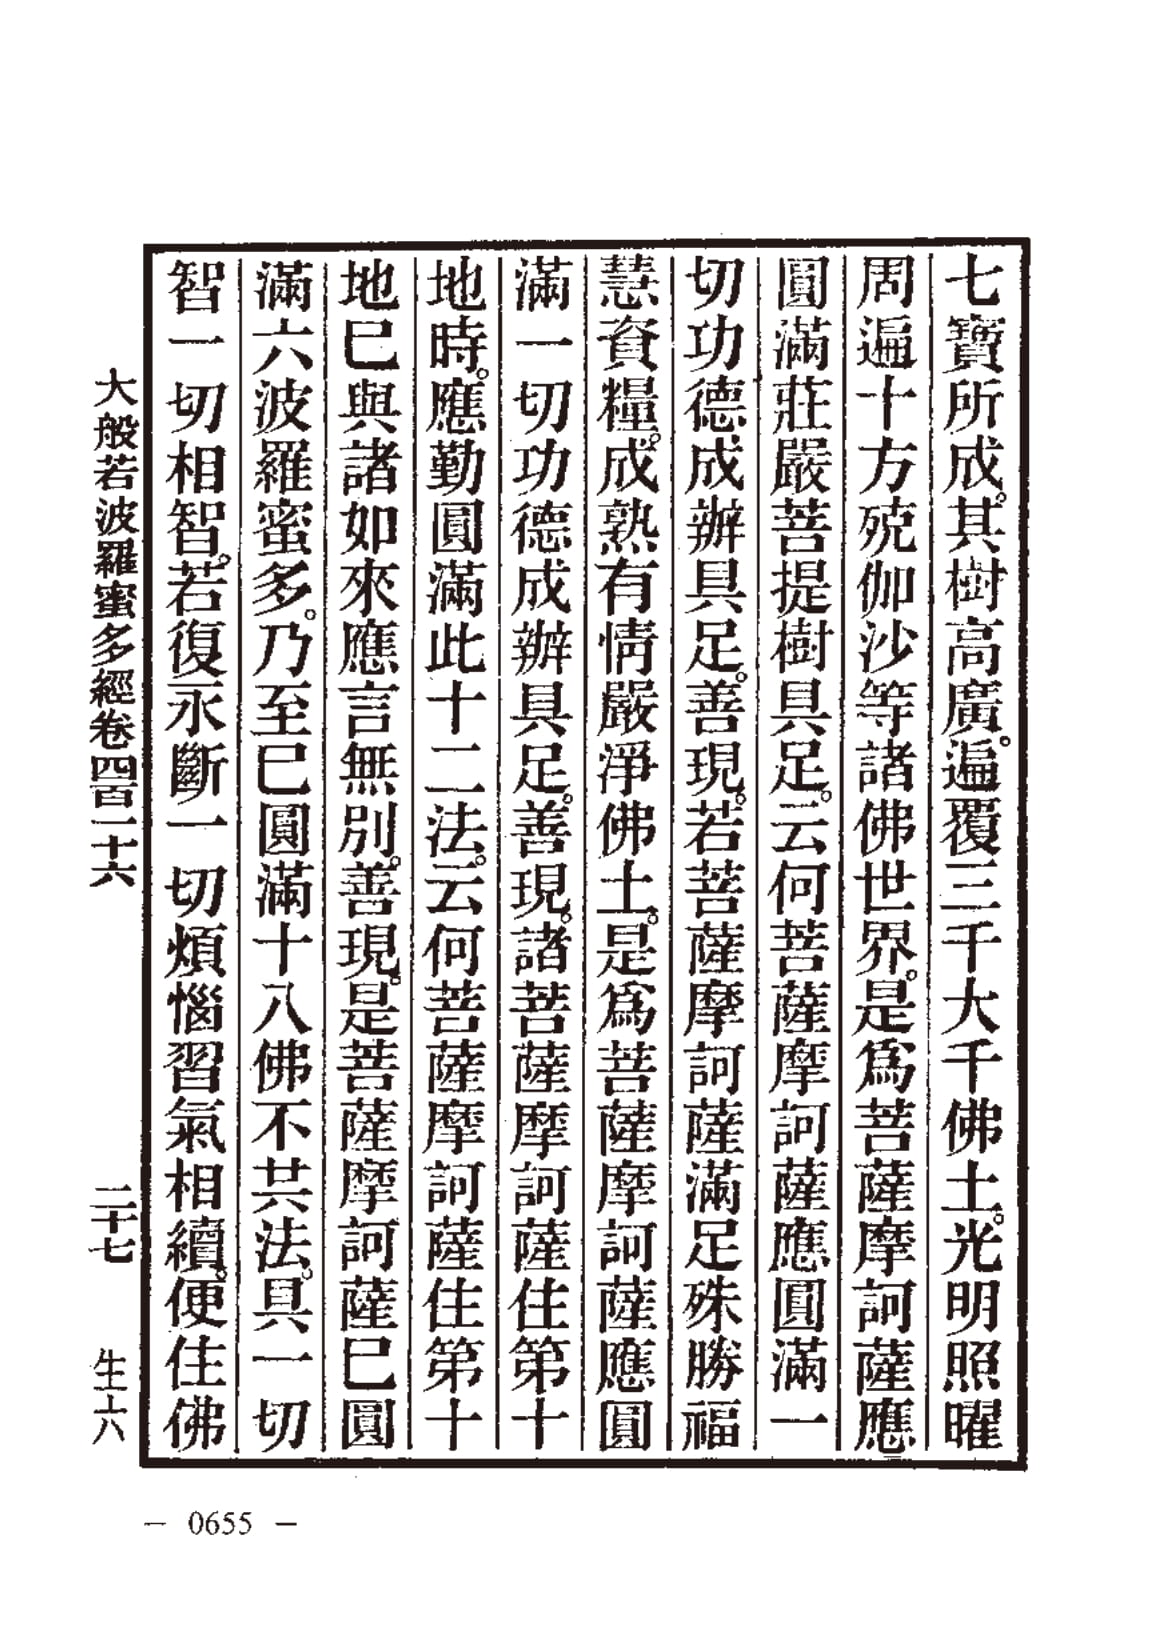 七寶所成。其樹高廣。遍覆三千大千佛土。光明照曜
周遍十方殑伽沙等諸佛世界。是爲菩薩摩訶薩應
圓滿莊嚴菩提樹具足。云何菩薩摩訶薩應圓滿一
切功德成辦具足。善現。若菩薩摩訶薩滿足殊勝福
慧資糧。成熟有情嚴淨佛土。是爲菩薩摩訶薩應圓
滿一切功德成辦具足。善現。諸菩薩摩訶薩住第十
地時。應勤圓滿此十二法。云何菩薩摩訶薩住第十
地巳與諸如來應言無別。善現。是菩薩摩訶薩巳圓
滿六波羅蜜多。乃至巳圓滿十八佛不共法。具一切
智一切相智。若復永斷一切煩惱習氣相續。便住佛
大般若波羅蜜多經卷四百一十六 二十七 生六
— 0655 —